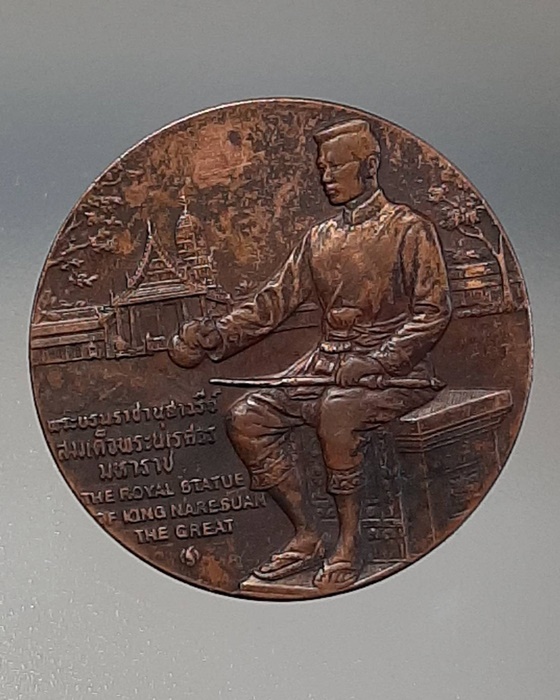 พระบรมราชานุสาวรีย์
สมเด็จพระนเรศวร
มหาราช
THE ROYAL STATUE
OF KING NARESUAN
THE GREAT